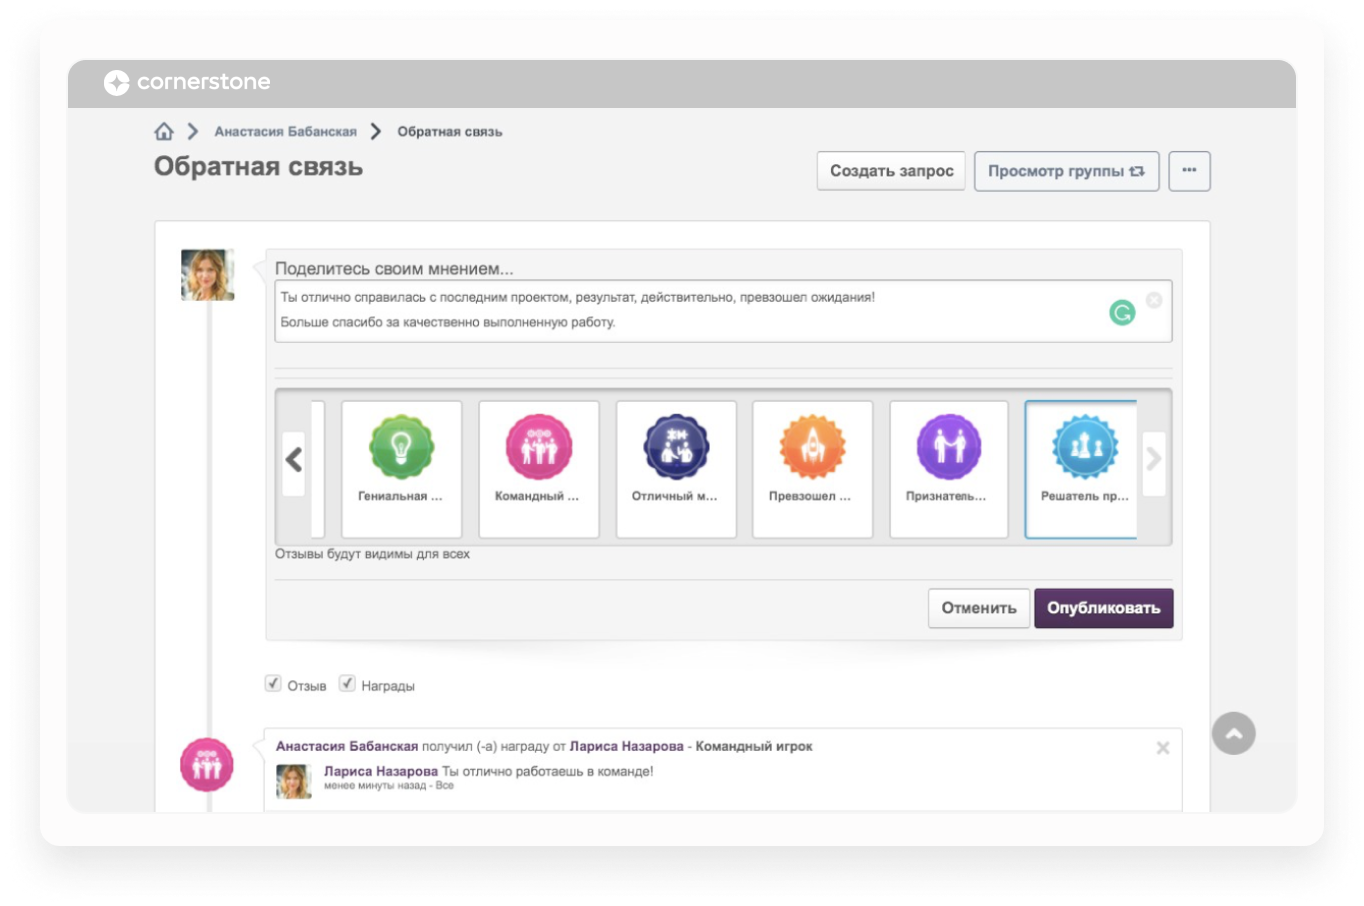 cornerstone
Анастасия Бабанская
Обратная связь
Обратная связь
Создать запрос
Просмотр группы
...
Поделитесь своим мнением...
Ты отлично справилась с последним проектом, результат, действительно, превзошел ожидания!
Больше спасибо за качественно выполненную работу.
Гениальная ...
Командный ...
Отличный м...
Превзошел ...
Признатель...
Решатель пр...
Отзывы будут видимы для всех
Отменить
Опубликовать
Отзыв
Награды
Анастасия Бабанская получил (-а) награду от Лариса Назарова - Командный игрок
Лариса Назарова Ты отлично работаешь в команде!
менее минуты назад - Все